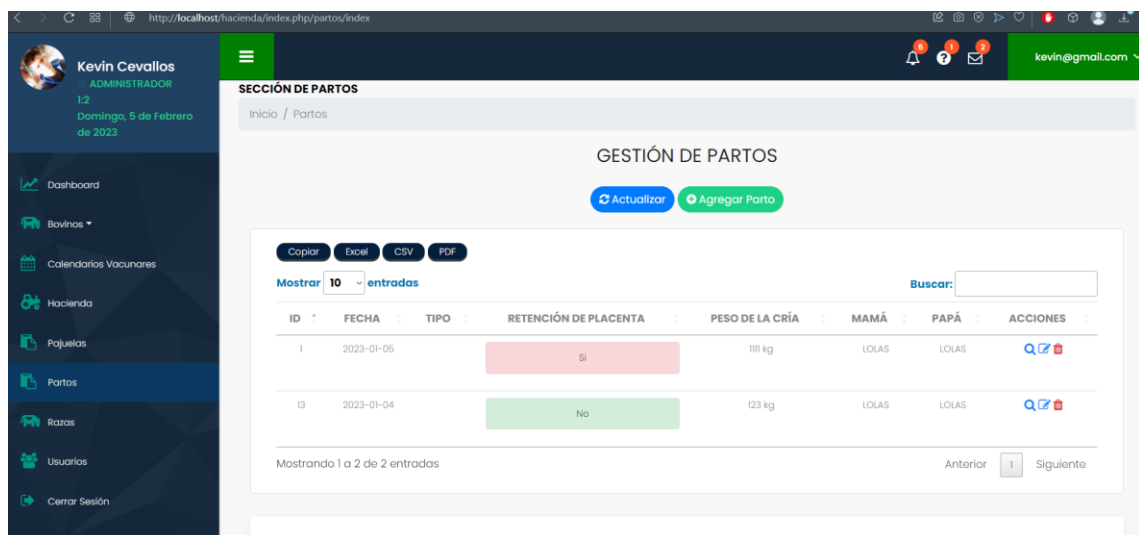 http://localhost/hacienda/index.php/partos/index
Kevin Cevallos
ADMINISTRADOR
1:2
Domingo, 5 de Febrero
de 2023
5 1 2
kevin@gmail.com
SECCIÓN DE PARTOS
Inicio / Partos
Dashboard
Bovinos
Calendarios Vacunares
Hacienda
Pajuelas
Partos
Razas
Usuarios
Cerrar Sesión
GESTIÓN DE PARTOS
Actualizar Agregar Parto
Copiar Excel CSV PDF
Mostrar 10 entradas Buscar:
ID FECHA TIPO RETENCIÓN DE PLACENTA PESO DE LA CRÍA MAMÁ PAPÁ ACCIONES
1 2023-01-05 Si 1111 kg LOLAS LOLAS
13 2023-01-04 No 123 kg LOLAS LOLAS
Mostrando 1 a 2 de 2 entradas Anterior 1 Siguiente